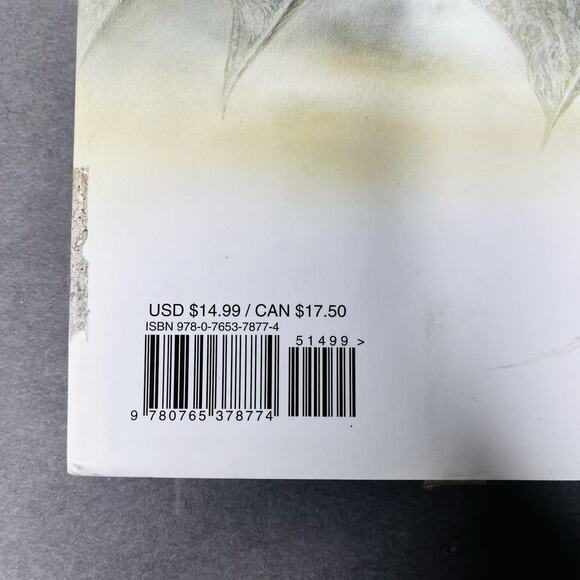 USD $14.99 / CAN $17.50
ISBN 978-0-7653-7877-4
51499 >
9 780765 378774